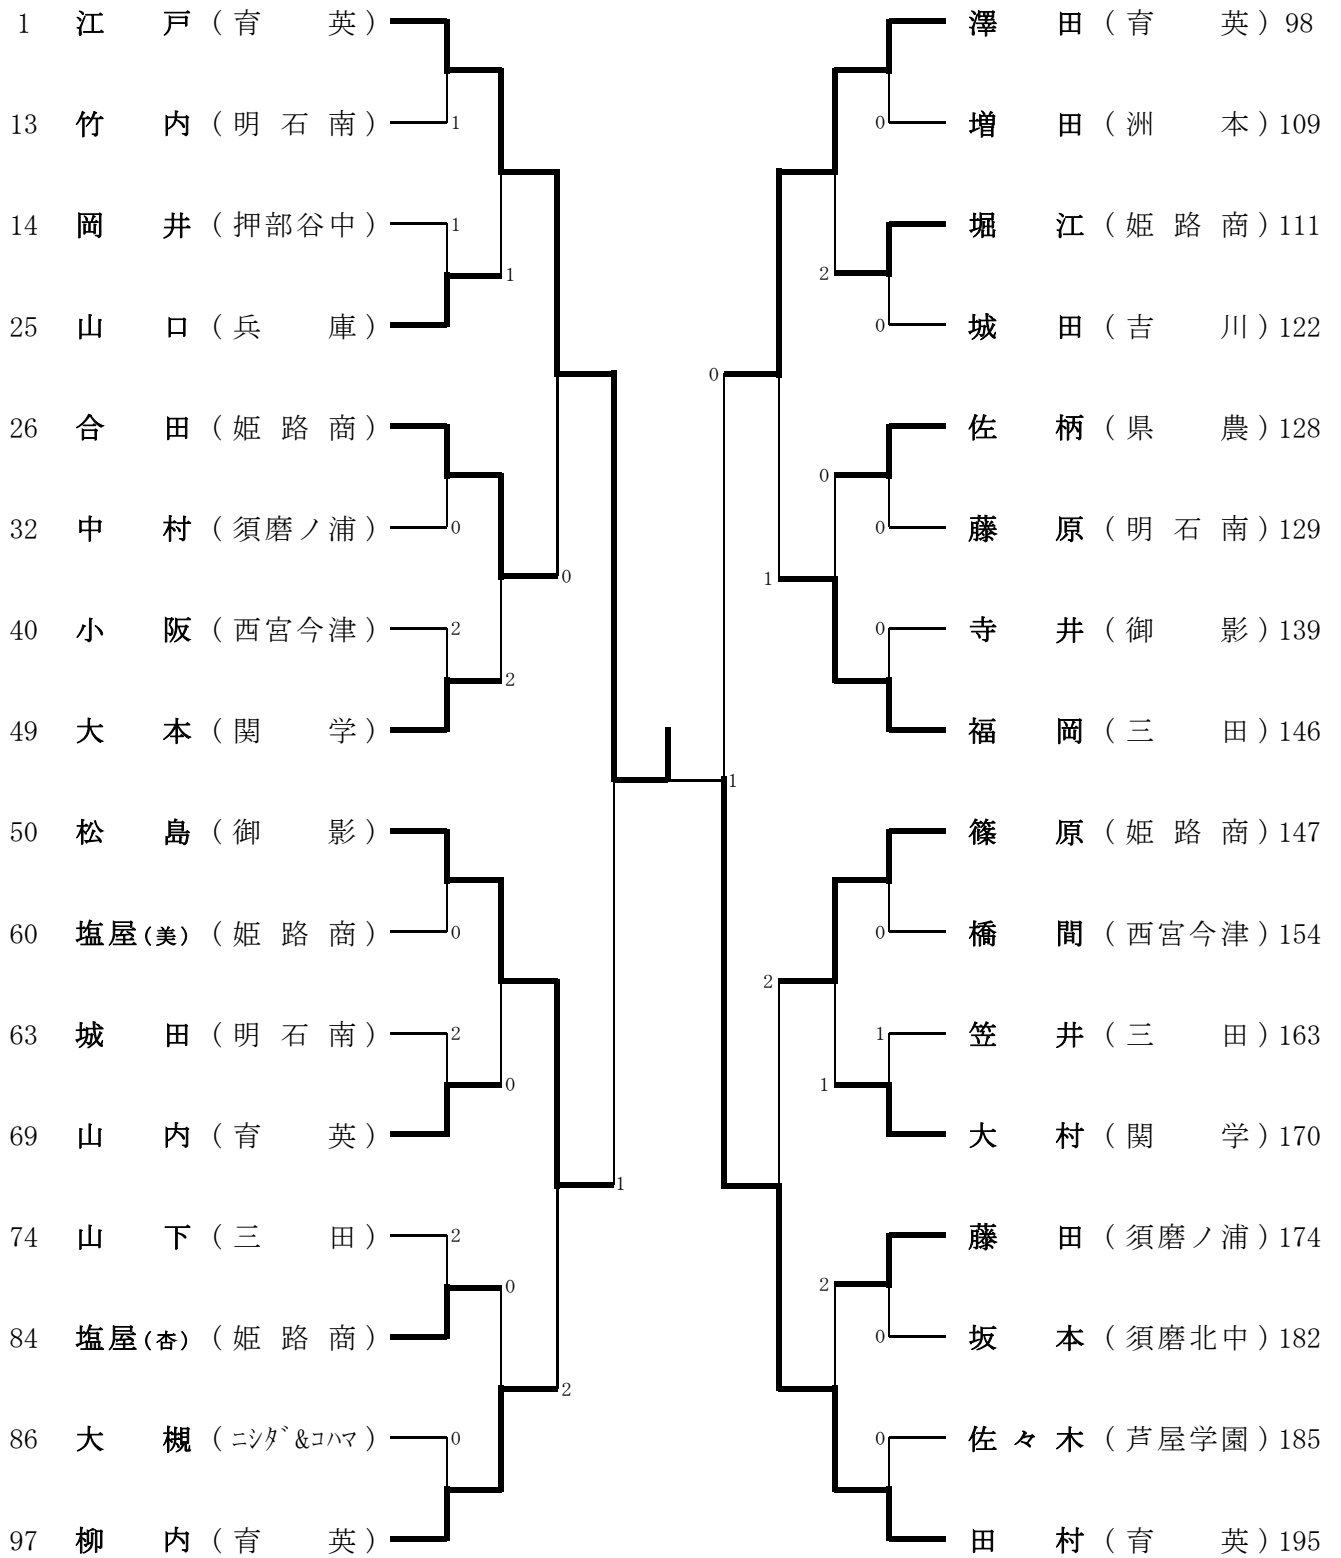 1 江 戸 ( 育 英 )
13 竹 内 ( 明 石 南 ) 1
14 岡 井 ( 押部谷中 ) 1
1
25 山 口 ( 兵 庫 )
26 合 田 ( 姫 路 商 )
32 中 村 ( 須磨ノ浦 ) 0
0
40 小 阪 ( 西宮今津 ) 2
2
49 大 本 ( 関 学 )
50 松 島 ( 御 影 )
60 塩屋(美) ( 姫 路 商 ) 0
63 城 田 ( 明 石 南 ) 2
0
69 山 内 ( 育 英 )
1
74 山 下 ( 三 田 ) 2
0
84 塩屋(杏) ( 姫 路 商 )
2
86 大 槻 ( ニシダ&コハマ ) 0
97 柳 内 ( 育 英 )
澤 田 ( 育 英 ) 98
0 増 田 ( 洲 本 ) 109
堀 江 ( 姫 路 商 ) 111
2
0 城 田 ( 吉 川 ) 122
0
佐 柄 ( 県 農 ) 128
0
0 藤 原 ( 明 石 南 ) 129
1
0 寺 井 ( 御 影 ) 139
福 岡 ( 三 田 ) 146
1
篠 原 ( 姫 路 商 ) 147
0 橋 間 ( 西宮今津 ) 154
2
1 笠 井 ( 三 田 ) 163
1
大 村 ( 関 学 ) 170
藤 田 ( 須磨ノ浦 ) 174
2
0 坂 本 ( 須磨北中 ) 182
0 佐 々 木 ( 芦屋学園 ) 185
田 村 ( 育 英 ) 195